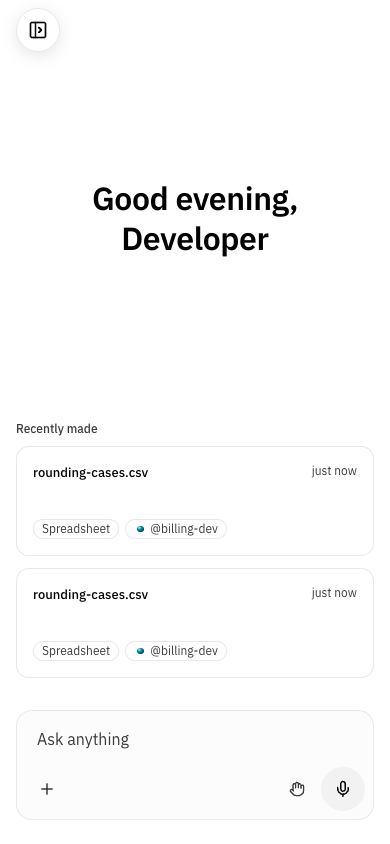 Good evening,
Developer
Recently made
rounding-cases.csv
just now
Spreadsheet
@billing-dev
rounding-cases.csv
just now
Spreadsheet
@billing-dev
Ask anything